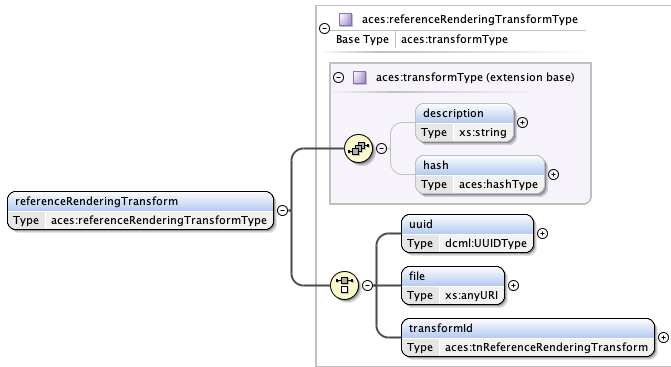 aces:referenceRenderingTransformType
Base Type aces:transformType
aces:transformType (extension base)
description
Type xs:string
hash
Type aces:hashType
referenceRenderingTransform
Type aces:referenceRenderingTransformType
uuid
Type dcml:UUIDType
file
Type xs:anyURI
transformId
Type aces:tnReferenceRenderingTransform